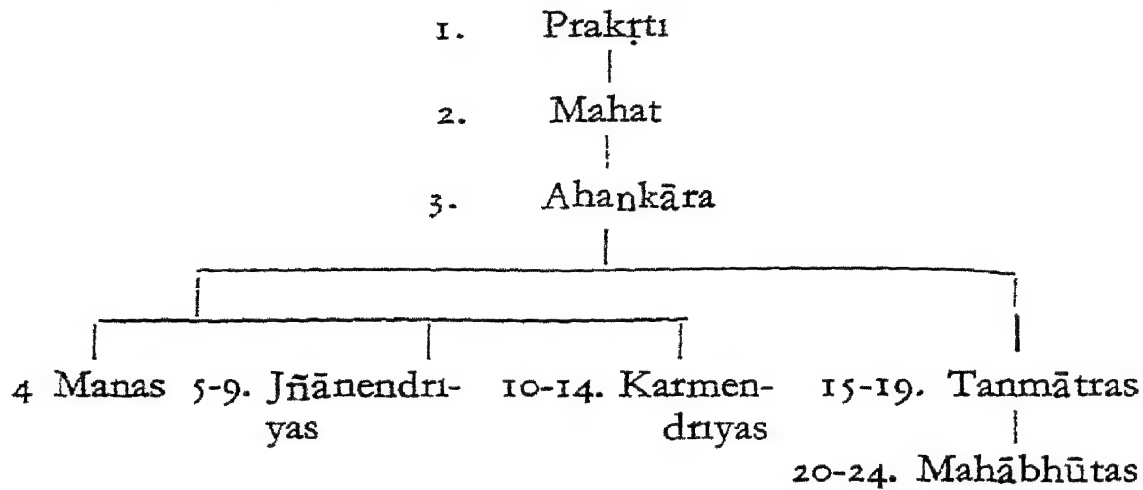 1. Prakṛti
2. Mahat
3. Ahankāra
4 Manas 5-9. Jñānendri- 10-14. Karmen- 15-19. Tanmātras
yas driyas
20-24. Mahābhūtas